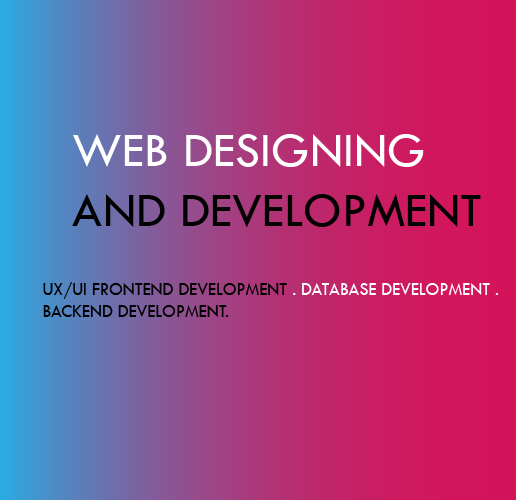 WEB DESIGNING
AND DEVELOPMENT
UX/UI FRONTEND DEVELOPMENT . DATABASE DEVELOPMENT .
BACKEND DEVELOPMENT.